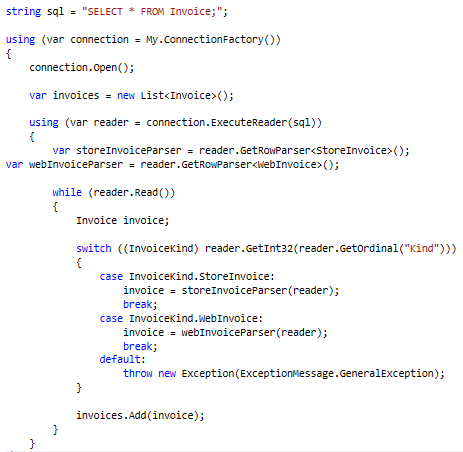 string sql = "SELECT * FROM Invoice;";

using (var connection = My.ConnectionFactory())
{
    connection.Open();

    var invoices = new List<Invoice>();

    using (var reader = connection.ExecuteReader(sql))
    {
        var storeInvoiceParser = reader.GetRowParser<StoreInvoice>();
var webInvoiceParser = reader.GetRowParser<WebInvoice>();

        while (reader.Read())
        {
            Invoice invoice;

            switch ((InvoiceKind) reader.GetInt32(reader.GetOrdinal("Kind")))
            {
                case InvoiceKind.StoreInvoice:
                    invoice = storeInvoiceParser(reader);
                    break;
                case InvoiceKind.WebInvoice:
                    invoice = webInvoiceParser(reader);
                    break;
                default:
                    throw new Exception(ExceptionMessage.GeneralException);
            }

            invoices.Add(invoice);
        }
    }